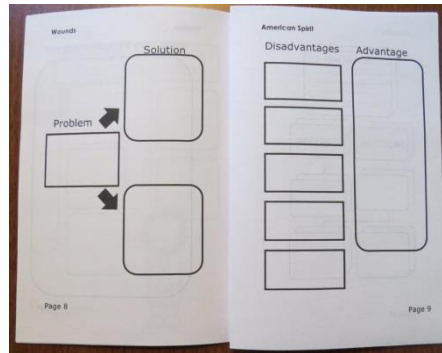 Wounds
Solution
Problem
Page 8
American Spirit
Disadvantages
Advantage
Page 9